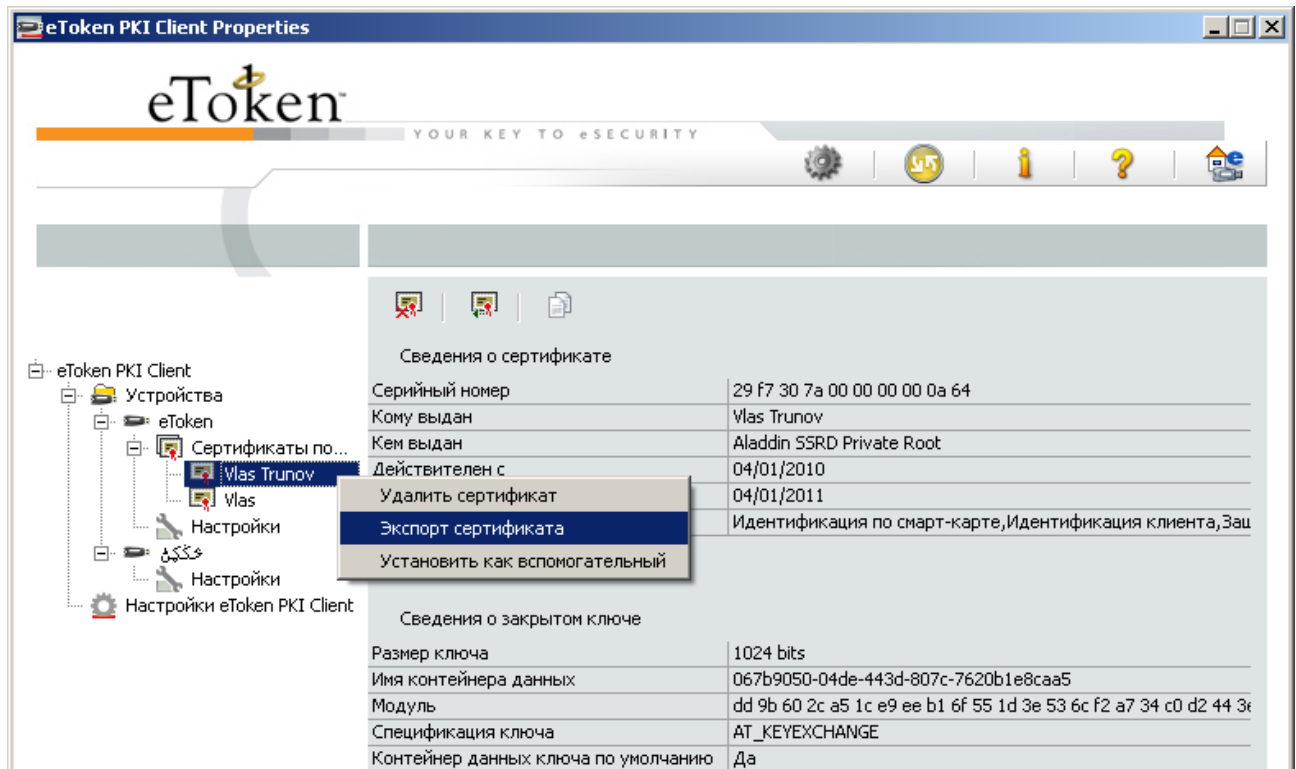 eToken PKI Client Properties
eToken
YOUR KEY TO eSECURITY
eToken PKI Client
Устройства
eToken
Сертификаты по...
Vlas Trunov
Vlas
Настройки
Настройки
Настройки eToken PKI Client
Удалить сертификат
Экспорт сертификата
Установить как вспомогательный
Сведения о сертификате
Серийный номер 29 f7 30 7a 00 00 00 00 0a 64
Кому выдан Vlas Trunov
Кем выдан Aladdin SSRD Private Root
Действителен с 04/01/2010
04/01/2011
Идентификация по смарт-карте,Идентификация клиента,Защ
Сведения о закрытом ключе
Размер ключа 1024 bits
Имя контейнера данных 067b9050-04de-443d-807c-7620b1e8caa5
Модуль dd 9b 60 2c a5 1c e9 ee b1 6f 55 1d 3e 53 6c f2 a7 34 c0 d2 44 3e
Спецификация ключа AT_KEYEXCHANGE
Контейнер данных ключа по умолчанию Да